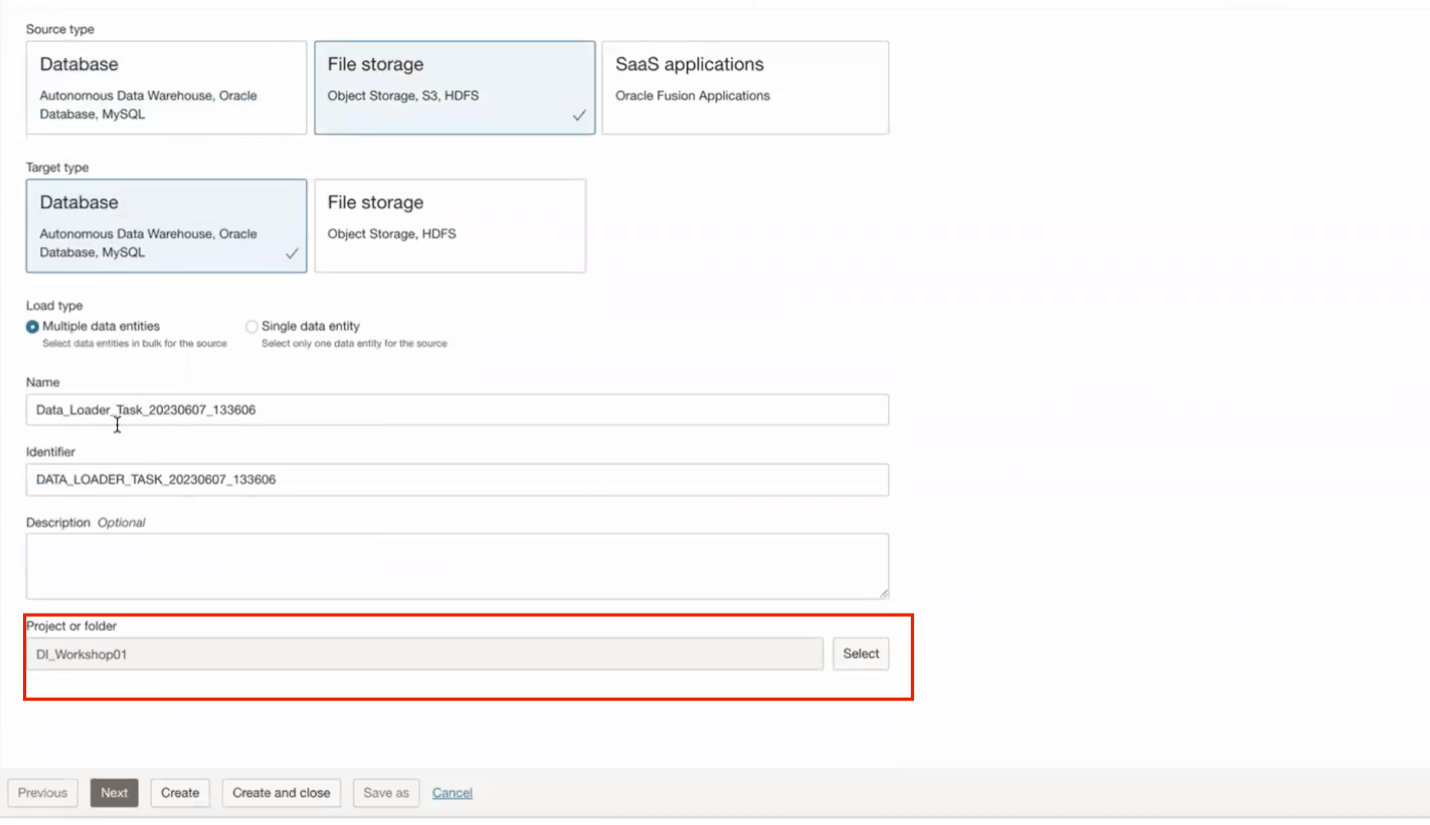 Source type
Database
Autonomous Data Warehouse, Oracle
Database, MySQL
File storage
Object Storage, S3, HDFS
SaaS applications
Oracle Fusion Applications
Target type
Database
Autonomous Data Warehouse, Oracle
Database, MySQL
File storage
Object Storage, HDFS
Load type
Multiple data entities
Select data entities in bulk for the source
Single data entity
Select only one data entity for the source
Name
Data_Loader_Task_20230607_133606
Identifier
DATA_LOADER_TASK_20230607_133606
Description Optional
Project or folder
DI_Workshop01
Select
Previous
Next
Create
Create and close
Save as
Cancel